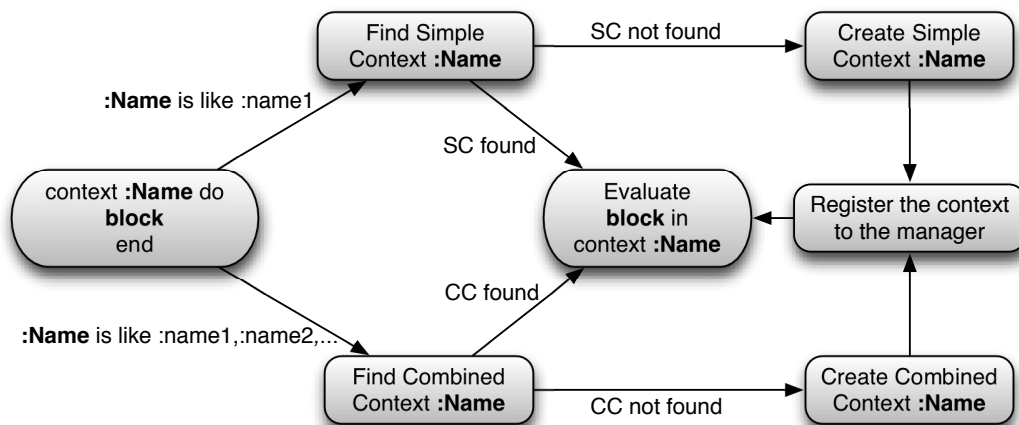 Find Simple
Context :Name
SC not found
Create Simple
Context :Name
:Name is like :name1
SC found
context :Name do
block
end
Evaluate
block in
context :Name
Register the context
to the manager
CC found
:Name is like :name1,:name2,...
Find Combined
Context :Name
CC not found
Create Combined
Context :Name